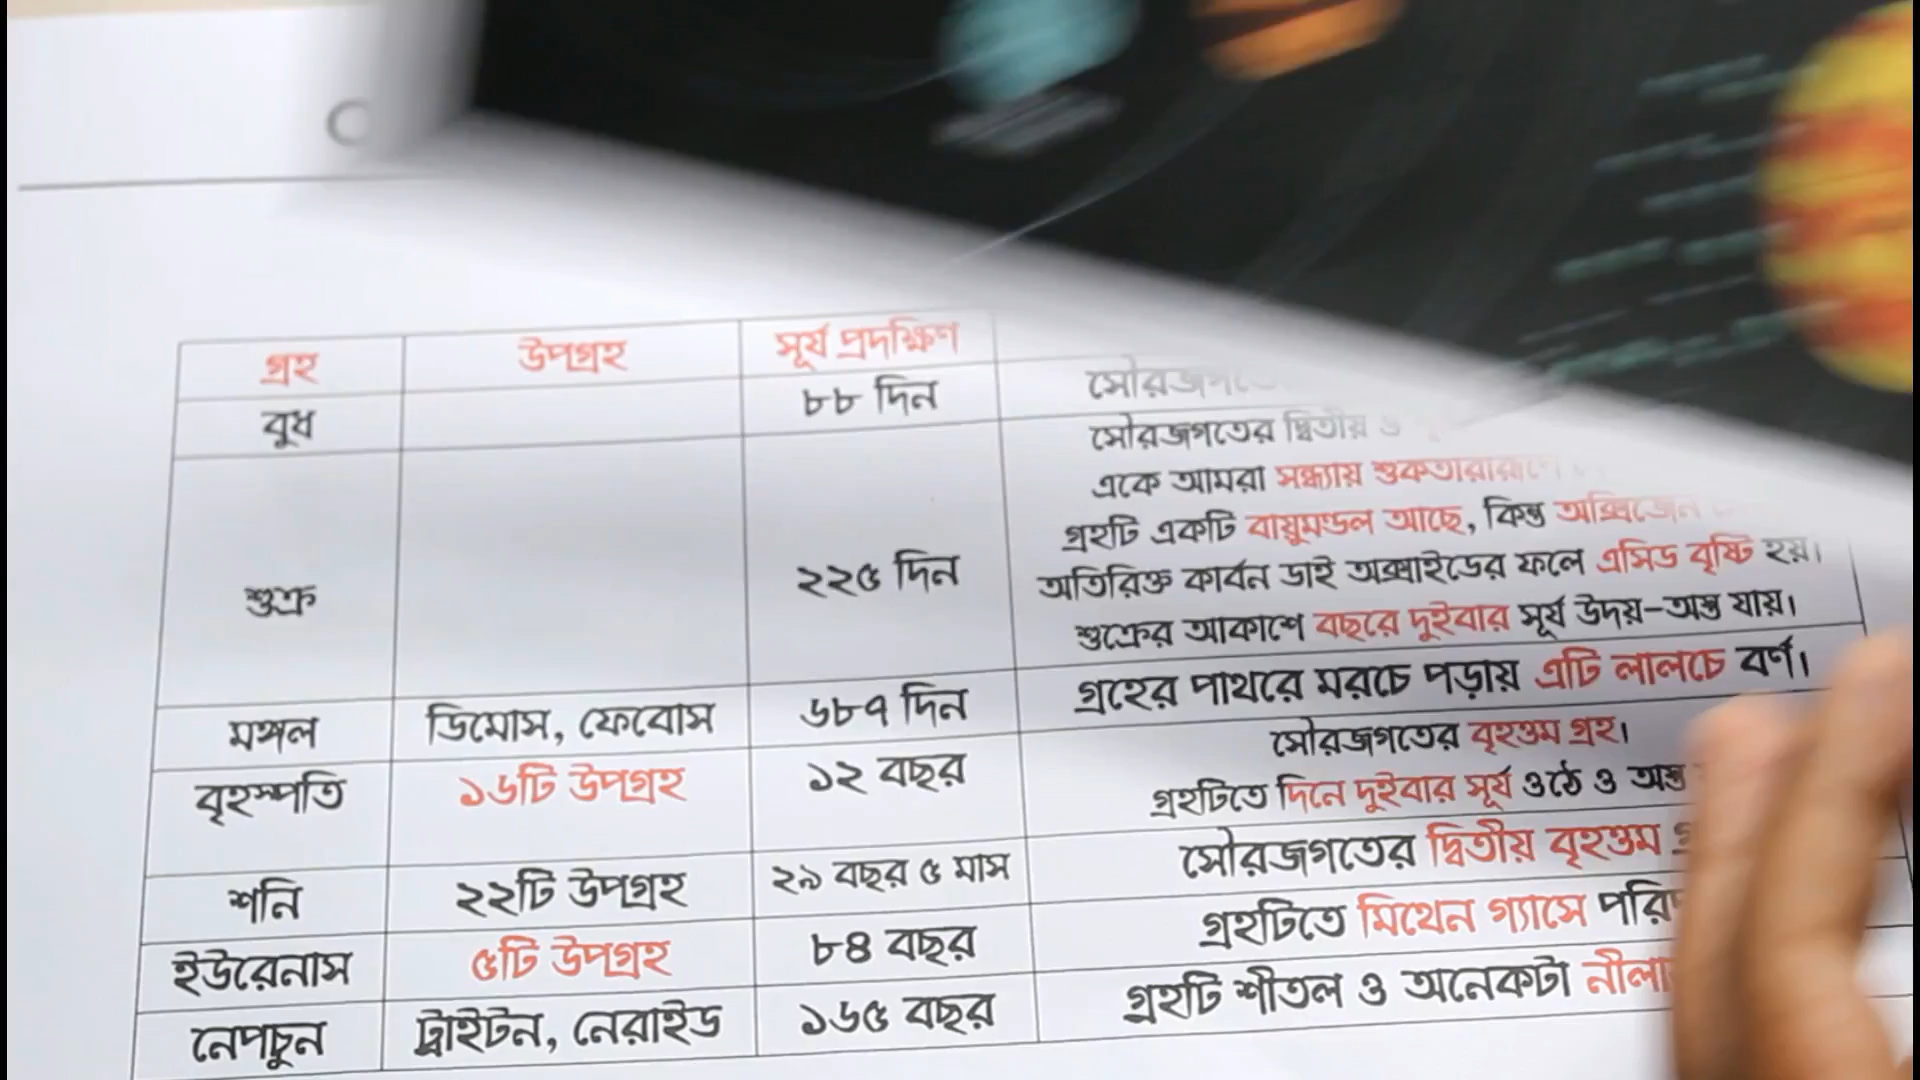 গ্রহ উপগ্রহ সূর্য প্রদক্ষিণ
বুধ ৮৮ দিন
সৌরজগতের দ্বিতীয় ও
একে আমরা সন্ধ্যায় শুকতারারূপে
গ্রহটি একটি বায়ুমন্ডল আছে, কিন্তু অক্সিজেন
শুক্র ২২৫ দিন অতিরিক্ত কার্বন ডাই অক্সাইডের ফলে এসিড বৃষ্টি হয়।
শুক্রের আকাশে বছরে দুইবার সূর্য উদয়-অস্ত যায়।
মঙ্গল ডিমোস, ফেবোস ৬৮৭ দিন গ্রহের পাথরে মরচে পড়ায় এটি লালচে বর্ণ।
বৃহস্পতি ১৬টি উপগ্রহ ১২ বছর সৌরজগতের বৃহত্তম গ্রহ।
গ্রহটিতে দিনে দুইবার সূর্য ওঠে ও অস্ত
শনি ২২টি উপগ্রহ ২৯ বছর ৫ মাস সৌরজগতের দ্বিতীয় বৃহত্তম
ইউরেনাস ৫টি উপগ্রহ ৮৪ বছর গ্রহটিতে মিথেন গ্যাসে
নেপচুন ট্রাইটন, নেরাইড ১৬৫ বছর গ্রহটি শীতল ও অনেকটা